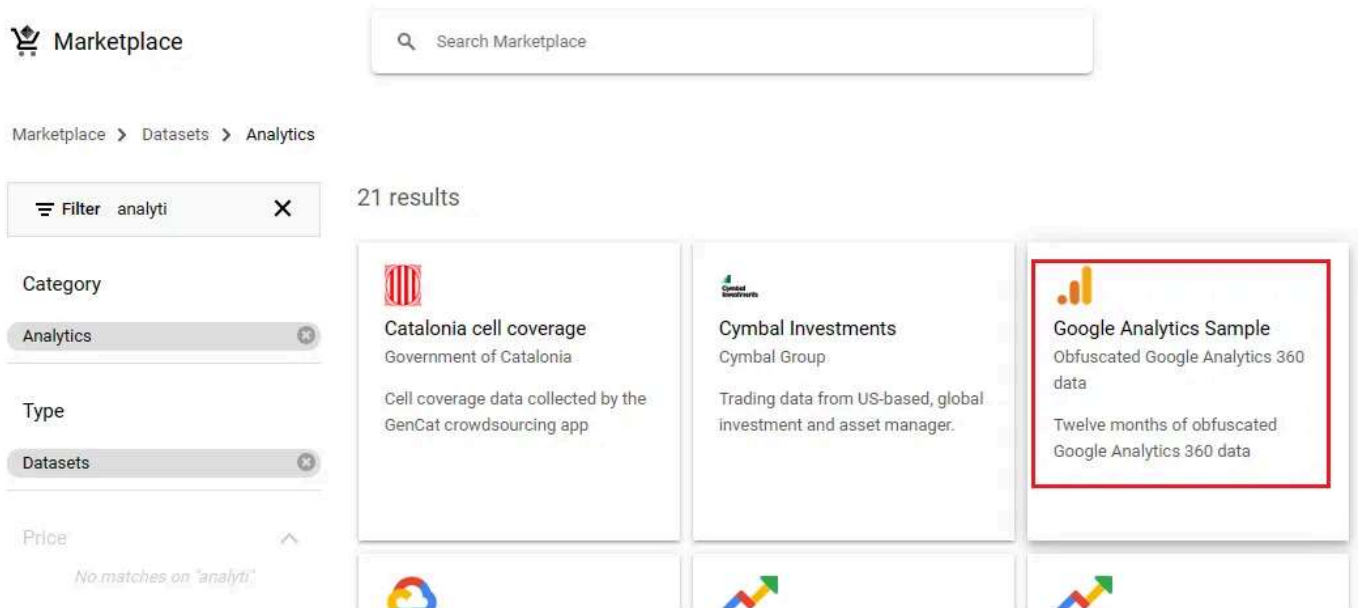 Marketplace
Search Marketplace
Marketplace > Datasets > Analytics
Filter analyti
21 results
Category
Analytics
Type
Datasets
Price
No matches on "analyti"
Catalonia cell coverage
Government of Catalonia
Cell coverage data collected by the
GenCat crowdsourcing app
Cymbal
Investments
Cymbal Investments
Cymbal Group
Trading data from US-based, global
investment and asset manager.
Google Analytics Sample
Obfuscated Google Analytics 360
data
Twelve months of obfuscated
Google Analytics 360 data